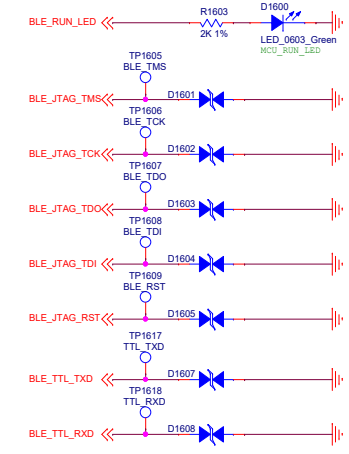 D1600
R1603
BLE_RUN_LED
2K 1%
LED_0603_Green
MCU_RUN_LED
TP1605
BLE_TMS
D1601
BLE_JTAG_TMS
TP1606
BLE_TCK
D1602
BLE_JTAG_TCK
TP1607
BLE_TDO
D1603
BLE_JTAG_TDO
TP1608
BLE_TDI
D1604
BLE_JTAG_TDI
TP1609
BLE_RST
D1605
BLE_JTAG_RST
TP1617
TTL_TXD
D1607
BLE_TTL_TXD
TP1618
TTL_RXD
D1608
BLE_TTL_RXD